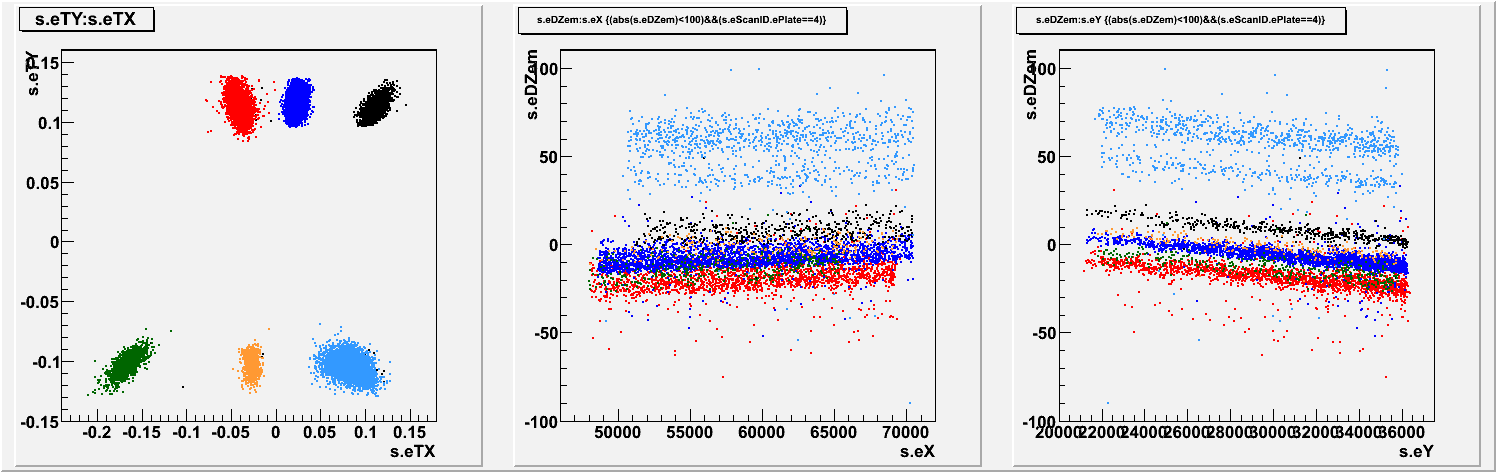 s.eTY:s.eTX
s.eTY
0.15
0.1
0.05
0
-0.05
-0.1
-0.15
-0.2 -0.15 -0.1 -0.05 0 0.05 0.1 0.15
s.eTX
s.eDZem:s.eX {(abs(s.eDZem)<100)&&(s.eScanID.ePlate==4)}
s.eDZem
100
50
0
-50
-100
50000 55000 60000 65000 70000
s.eX
s.eDZem:s.eY {(abs(s.eDZem)<100)&&(s.eScanID.ePlate==4)}
s.eDZem
100
50
0
-50
-100
20000 22000 24000 26000 28000 30000 32000 34000 36000
s.eY